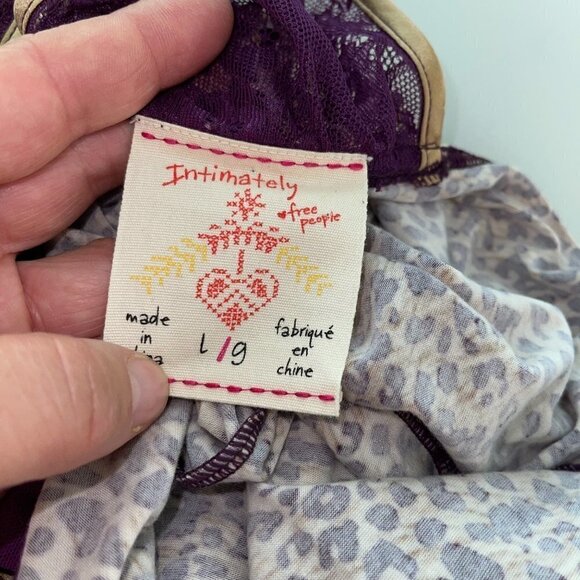 Intimately
free
people
made
in
l/g
fabriqué
en
chine